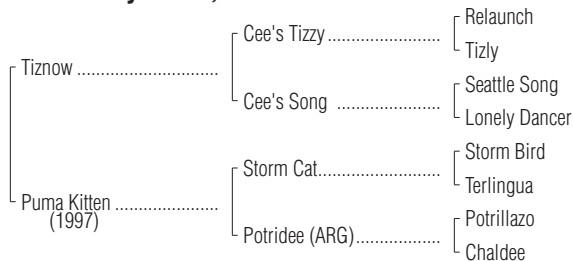 Relaunch
Cee's Tizzy ........................
Tizly
Tiznow ..............................
Seattle Song
Cee's Song ......................
Lonely Dancer
Storm Bird
Storm Cat..........................
Terlingua
Puma Kitten ......................
(1997)
Potrillazo
Potridee (ARG)..................
Chaldee